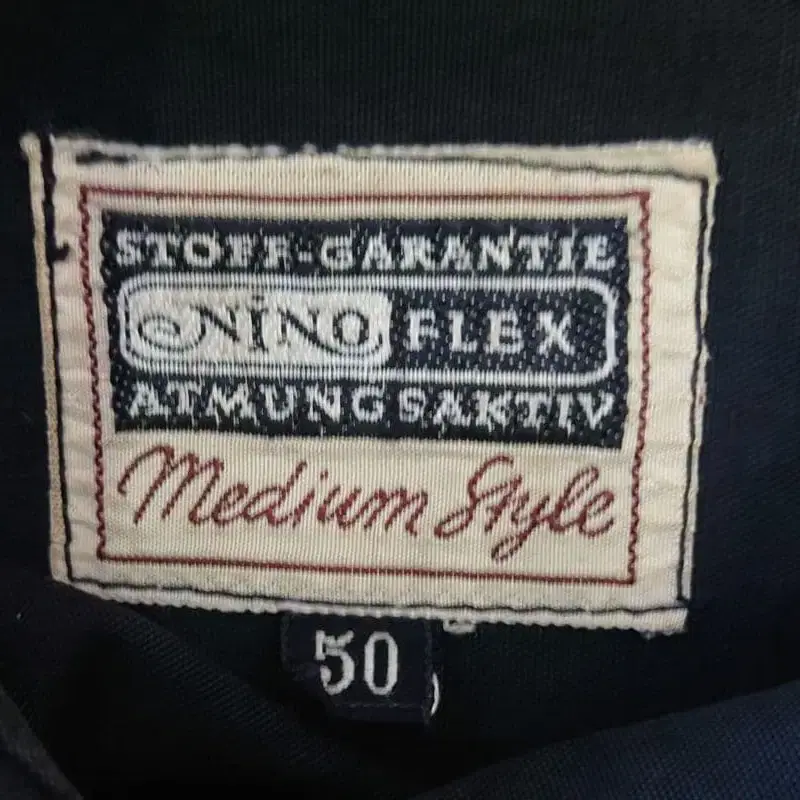 STOFF-GARANTIE
NINO FLEX
ATMUNGSAKTIV
Medium Style
50